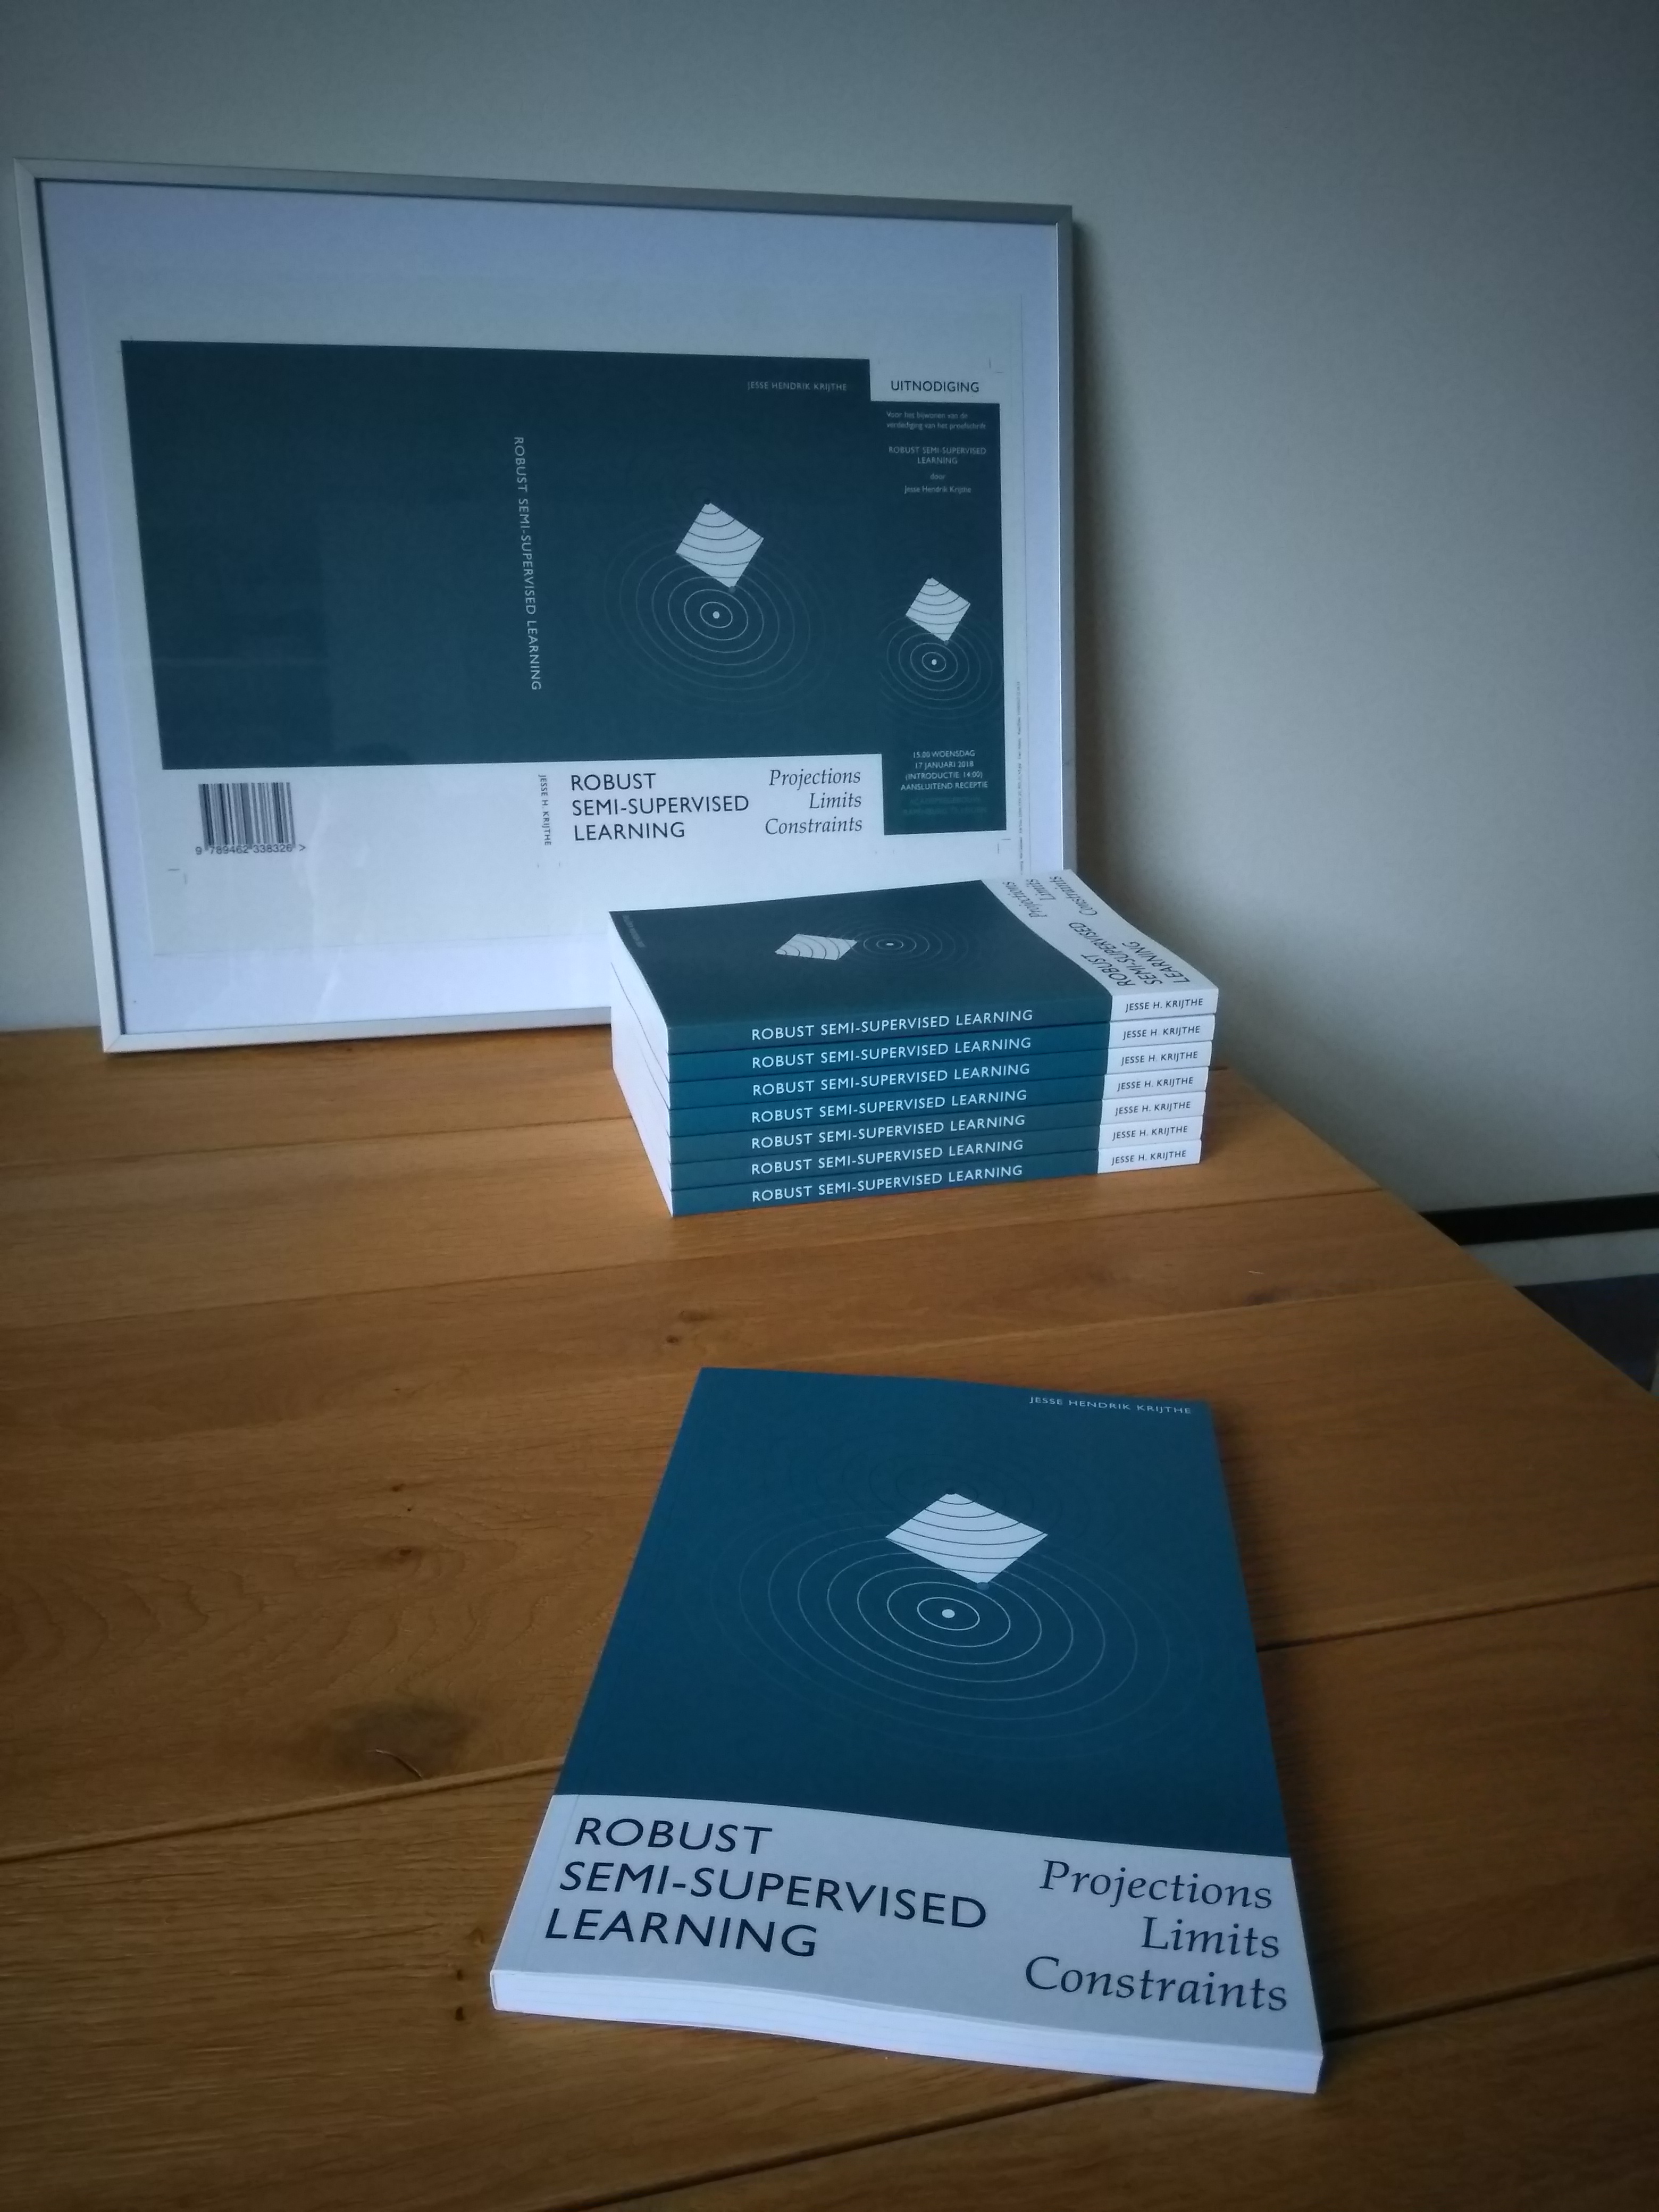 JESSE HENDRIK KRIJTHE
UITNODIGING
Voor het bijwonen van de
verdediging van het proefschrift
ROBUST SEMI-SUPERVISED
LEARNING
door
Jesse Hendrik Krijthe
15:00 WOENSDAG
17 JANUARI 2018
(INTRODUCTIE: 14:00)
AANSLUITEND RECEPTIE
ROBUST SEMI-SUPERVISED LEARNING
JESSE H. KRIJTHE
ROBUST
SEMI-SUPERVISED
LEARNING
Projections
Limits
Constraints
9 789462 338326 >
Projections
Limits
Constraints
ROBUST
SEMI-SUPERVISED
LEARNING
ROBUST SEMI-SUPERVISED LEARNING JESSE H. KRIJTHE
ROBUST SEMI-SUPERVISED LEARNING JESSE H. KRIJTHE
ROBUST SEMI-SUPERVISED LEARNING JESSE H. KRIJTHE
ROBUST SEMI-SUPERVISED LEARNING JESSE H. KRIJTHE
ROBUST SEMI-SUPERVISED LEARNING JESSE H. KRIJTHE
ROBUST SEMI-SUPERVISED LEARNING JESSE H. KRIJTHE
ROBUST SEMI-SUPERVISED LEARNING JESSE H. KRIJTHE
JESSE HENDRIK KRIJTHE
ROBUST
SEMI-SUPERVISED
LEARNING
Projections
Limits
Constraints